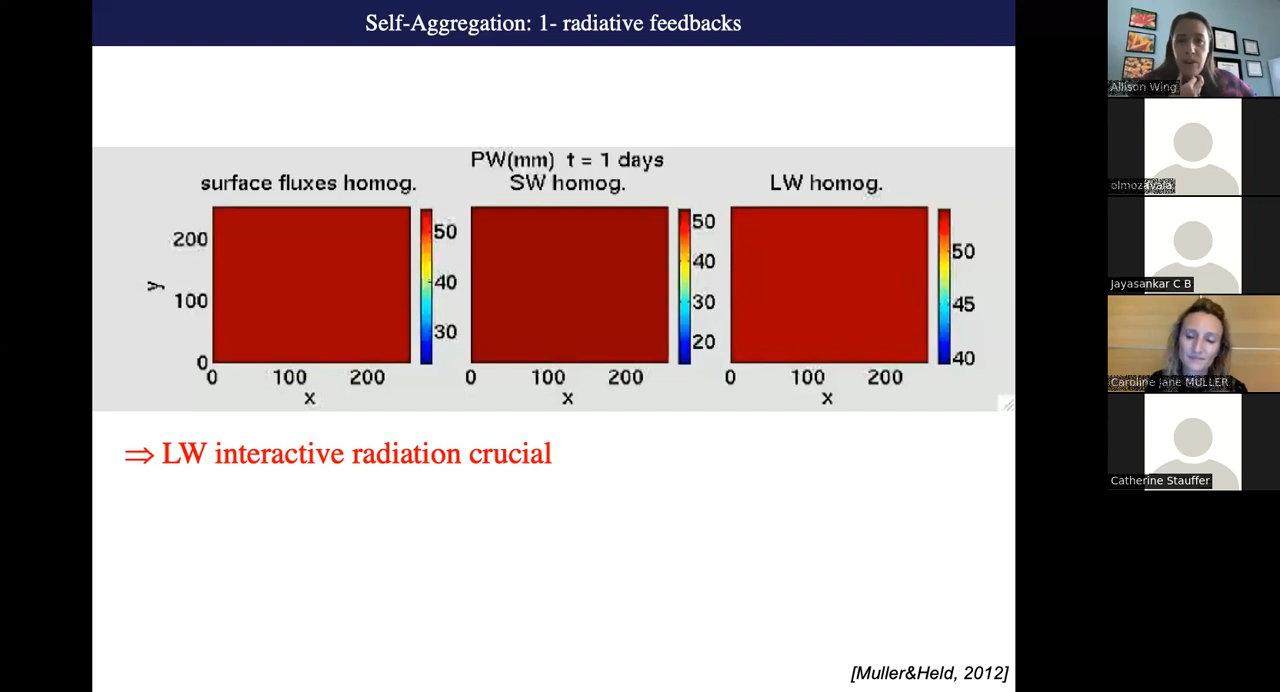 Self-Aggregation: 1- radiative feedbacks
PW(mm) t = 1 days
surface fluxes homog.
SW homog.
LW homog.
y
200
100
0
0 100 200
x
50
40
30
0 100 200
x
50
40
30
20
0 100 200
x
50
45
40
⇒ LW interactive radiation crucial
[Muller&Held, 2012]
Allison Wing
olmozavala
Jayasankar C B
Caroline Jane MULLER
Catherine Stauffer